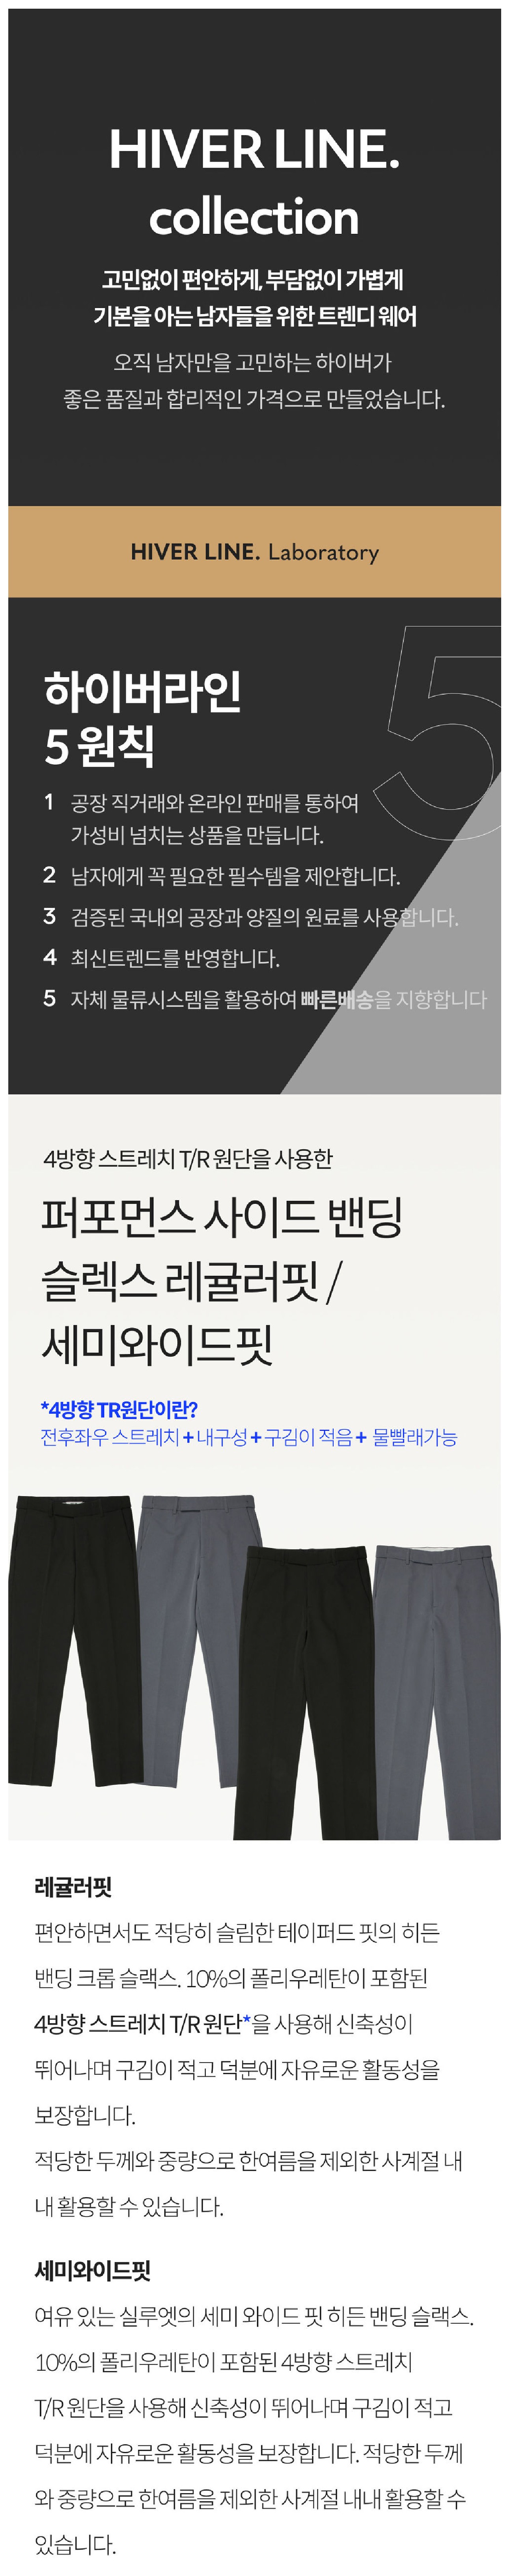 HIVER LINE.
collection
고민없이 편안하게, 부담없이 가볍게
기본을 아는 남자들을 위한 트렌디 웨어
오직 남자만을 고민하는 하이버가
좋은 품질과 합리적인 가격으로 만들었습니다.
HIVER LINE. Laboratory
5
하이버라인
5 원칙
1 공장 직거래와 온라인 판매를 통하여
가성비 넘치는 상품을 만듭니다.
2 남자에게 꼭 필요한 필수템을 제안합니다.
3 검증된 국내외 공장과 양질의 원료를 사용합니다.
4 최신트렌드를 반영합니다.
5 자체 물류시스템을 활용하여 빠른배송을 지향합니다
4방향 스트레치 T/R 원단을 사용한
퍼포먼스 사이드 밴딩
슬렉스 레귤러핏 /
세미와이드핏
*4방향 TR원단이란?
전후좌우 스트레치 + 내구성 + 구김이 적음 + 물빨래가능
레귤러핏
편안하면서도 적당히 슬림한 테이퍼드 핏의 히든
밴딩 크롭 슬랙스. 10%의 폴리우레탄이 포함된
4방향 스트레치 T/R 원단*을 사용해 신축성이
뛰어나며 구김이 적고 덕분에 자유로운 활동성을
보장합니다.
적당한 두께와 중량으로 한여름을 제외한 사계절 내
내 활용할 수 있습니다.
세미와이드핏
여유 있는 실루엣의 세미 와이드 핏 히든 밴딩 슬랙스.
10%의 폴리우레탄이 포함된 4방향 스트레치
T/R 원단을 사용해 신축성이 뛰어나며 구김이 적고
덕분에 자유로운 활동성을 보장합니다. 적당한 두께
와 중량으로 한여름을 제외한 사계절 내내 활용할 수
있습니다.